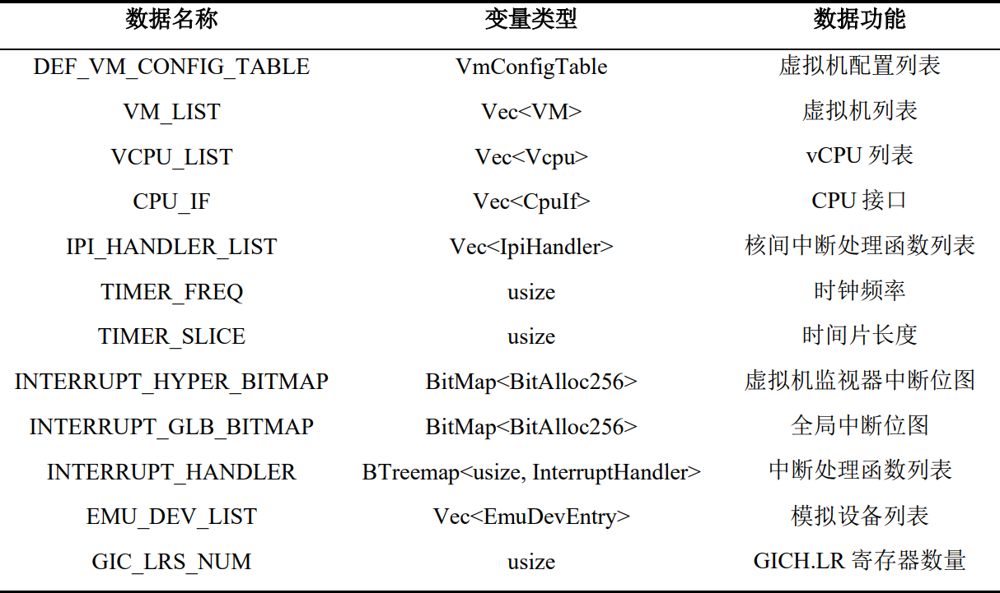 数据名称 变量类型 数据功能
DEF_VM_CONFIG_TABLE VmConfigTable 虚拟机配置列表
VM_LIST Vec<VM> 虚拟机列表
VCPU_LIST Vec<Vcpu> vCPU 列表
CPU_IF Vec<CpuIf> CPU 接口
IPI_HANDLER_LIST Vec<IpiHandler> 核间中断处理函数列表
TIMER_FREQ usize 时钟频率
TIMER_SLICE usize 时间片长度
INTERRUPT_HYPER_BITMAP BitMap<BitAlloc256> 虚拟机监视器中断位图
INTERRUPT_GLB_BITMAP BitMap<BitAlloc256> 全局中断位图
INTERRUPT_HANDLER BTreemap<usize, InterruptHandler> 中断处理函数列表
EMU_DEV_LIST Vec<EmuDevEntry> 模拟设备列表
GIC_LRS_NUM usize GICH.LR 寄存器数量